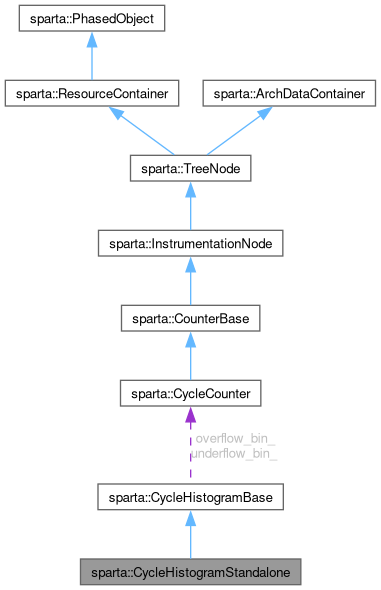 sparta::PhasedObject
sparta::ResourceContainer
sparta::ArchDataContainer
sparta::TreeNode
sparta::InstrumentationNode
sparta::CounterBase
sparta::CycleCounter
overflow_bin_
underflow_bin_
sparta::CycleHistogramBase
sparta::CycleHistogramStandalone